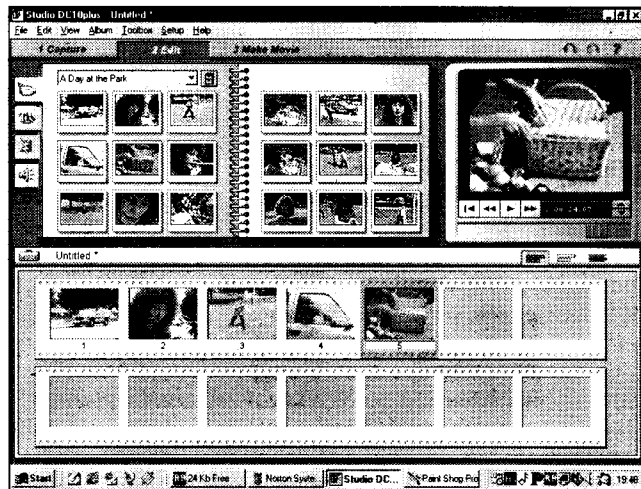 Studio DC10plus - Untitled *
File Edit View Album Toolbox Setup Help
1 Capture 2 Edit 3 Make Movie ?
A Day at the Park
Untitled *
1 2 3 4 5
Start 24 Kb Free Norton Syste... Studio DC... Paint Shop Pro 19:4